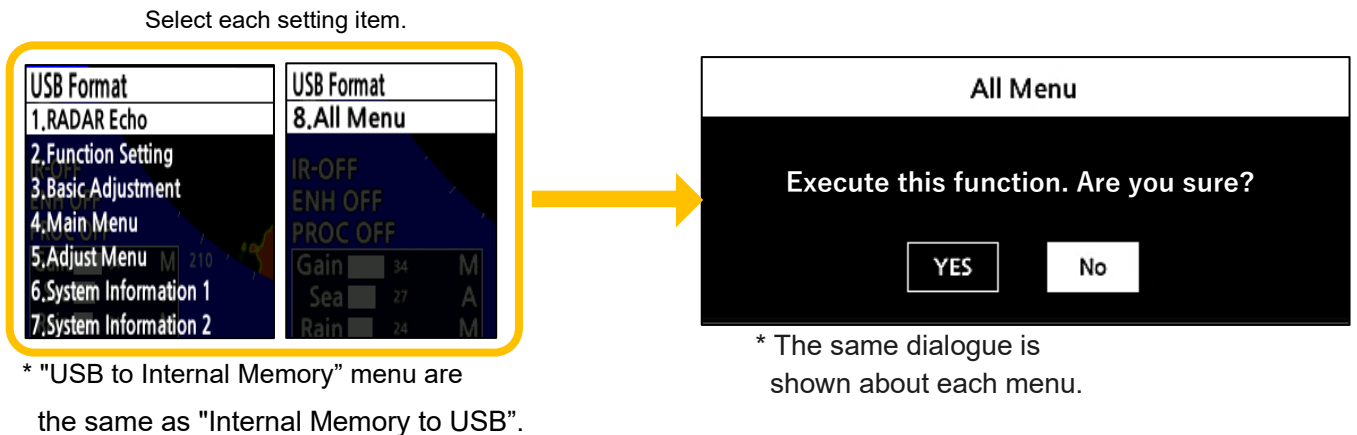 Select each setting item.
USB Format
1.RADAR Echo
2.Function Setting
3.Basic Adjustment
4.Main Menu
5.Adjust Menu
210
6.System Information 1
7.System Information 2
USB Format
8.All Menu
IR-OFF
ENH OFF
PROC OFF
Gain 34 M
Sea 27 A
Rain 24 M
* "USB to Internal Memory” menu are
the same as "Internal Memory to USB”.
All Menu
Execute this function. Are you sure?
YES No
* The same dialogue is
shown about each menu.